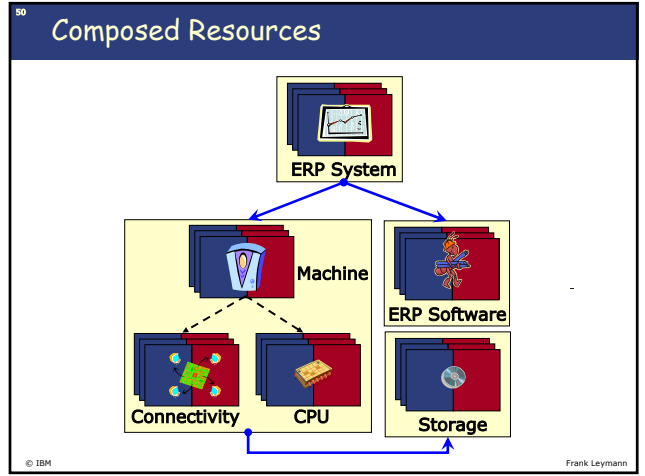 50
Composed Resources
ERP System
Machine
ERP Software
Connectivity
CPU
Storage
© IBM
Frank Leymann